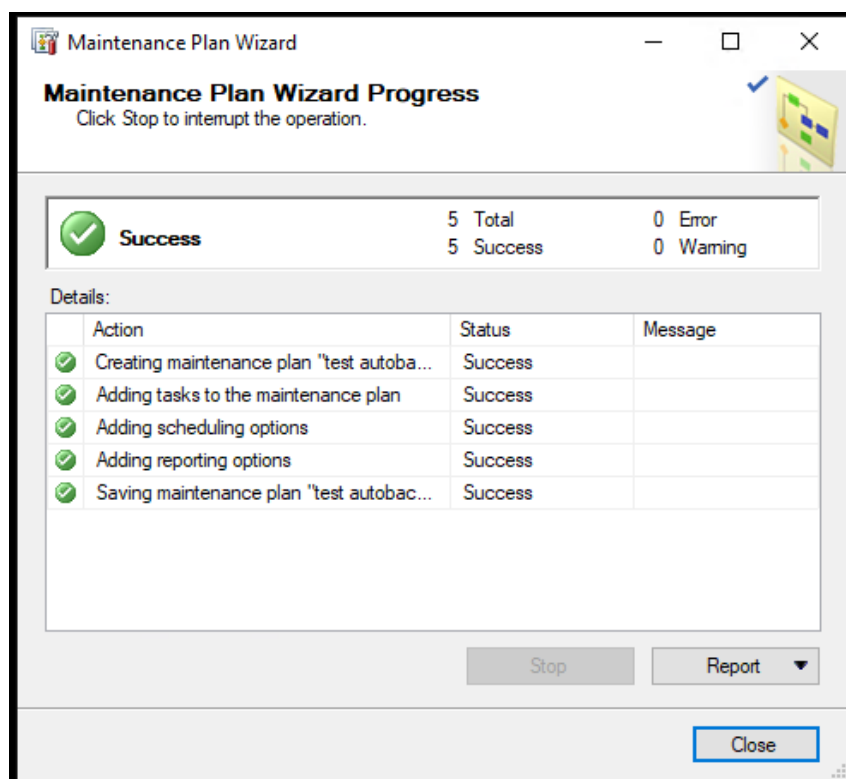 Maintenance Plan Wizard
Maintenance Plan Wizard Progress
Click Stop to interrupt the operation.
Success
5 Total
0 Error
5 Success
0 Warning
Details:
Action Status Message
Creating maintenance plan "test autoba... Success
Adding tasks to the maintenance plan Success
Adding scheduling options Success
Adding reporting options Success
Saving maintenance plan "test autobac... Success
Stop Report
Close